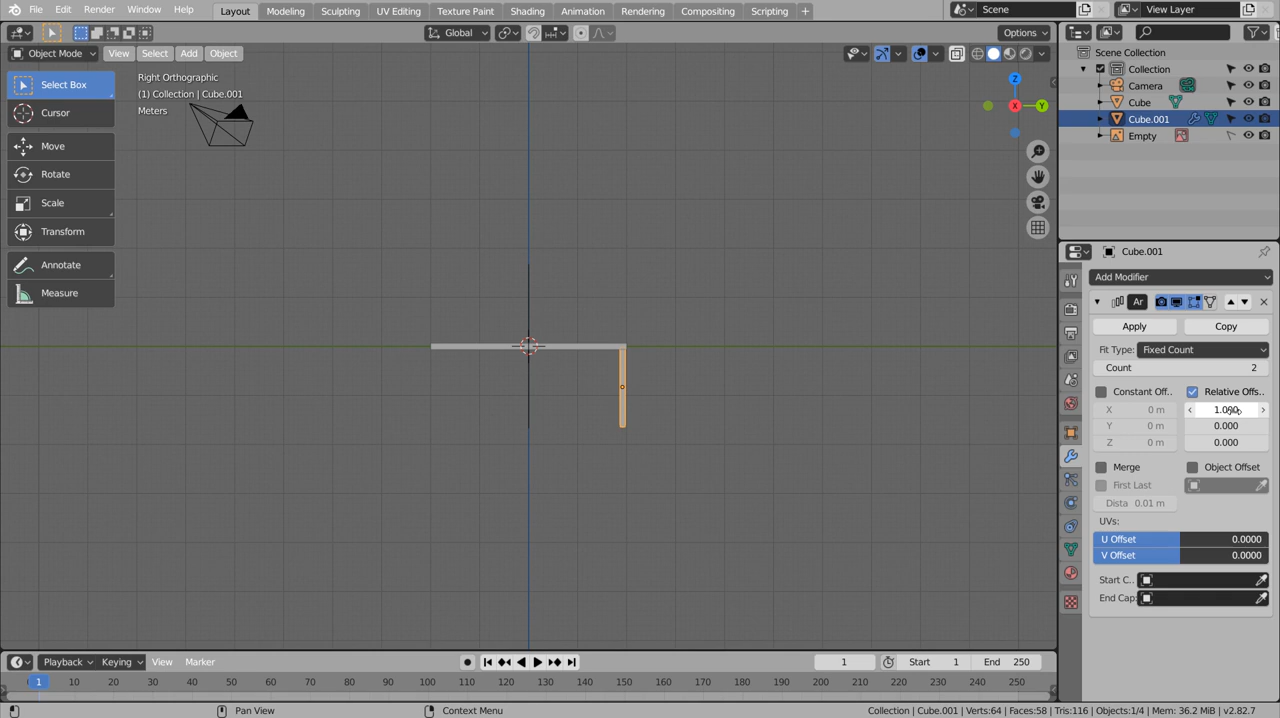 File Edit Render Window Help Layout Modeling Sculpting UV Editing Texture Paint Shading Animation Rendering Compositing Scripting + Scene View Layer
Global Options
Object Mode View Select Add Object
Select Box
Cursor
Move
Rotate
Scale
Transform
Annotate
Measure
Right Orthographic
(1) Collection | Cube.001
Meters
Z
X
Y
Scene Collection
Collection
Camera
Cube
Cube.001
Empty
Cube.001
Add Modifier
Ar
Apply Copy
Fit Type: Fixed Count
Count 2
Constant Off.. Relative Offs..
X 0 m 1.000
Y 0 m 0.000
Z 0 m 0.000
Merge Object Offset
First Last
Dista 0.01 m
UVs:
U Offset 0.0000
V Offset 0.0000
Start C..
End Cap:
Playback Keying View Marker 1 Start 1 End 250
1 10 20 30 40 50 60 70 80 90 100 110 120 130 140 150 160 170 180 190 200 210 220 230 240 250
Pan View Context Menu Collection | Cube.001 | Verts:64 | Faces:58 | Tris:116 | Objects:1/4 | Mem: 36.2 MiB | v2.82.7